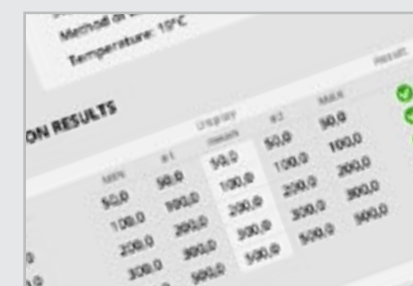 Method of
Temperature: 10°C
ON RESULTS
Display
Result
MIN #1 #2 MAX
50,0 50,0 50,0 50,0 50,0
100,0 100,0 100,0 100,0 100,0
200,0 200,0 200,0 200,0 200,0
300,0 300,0 300,0 300,0 300,0
500,0 500,0 500,0 500,0